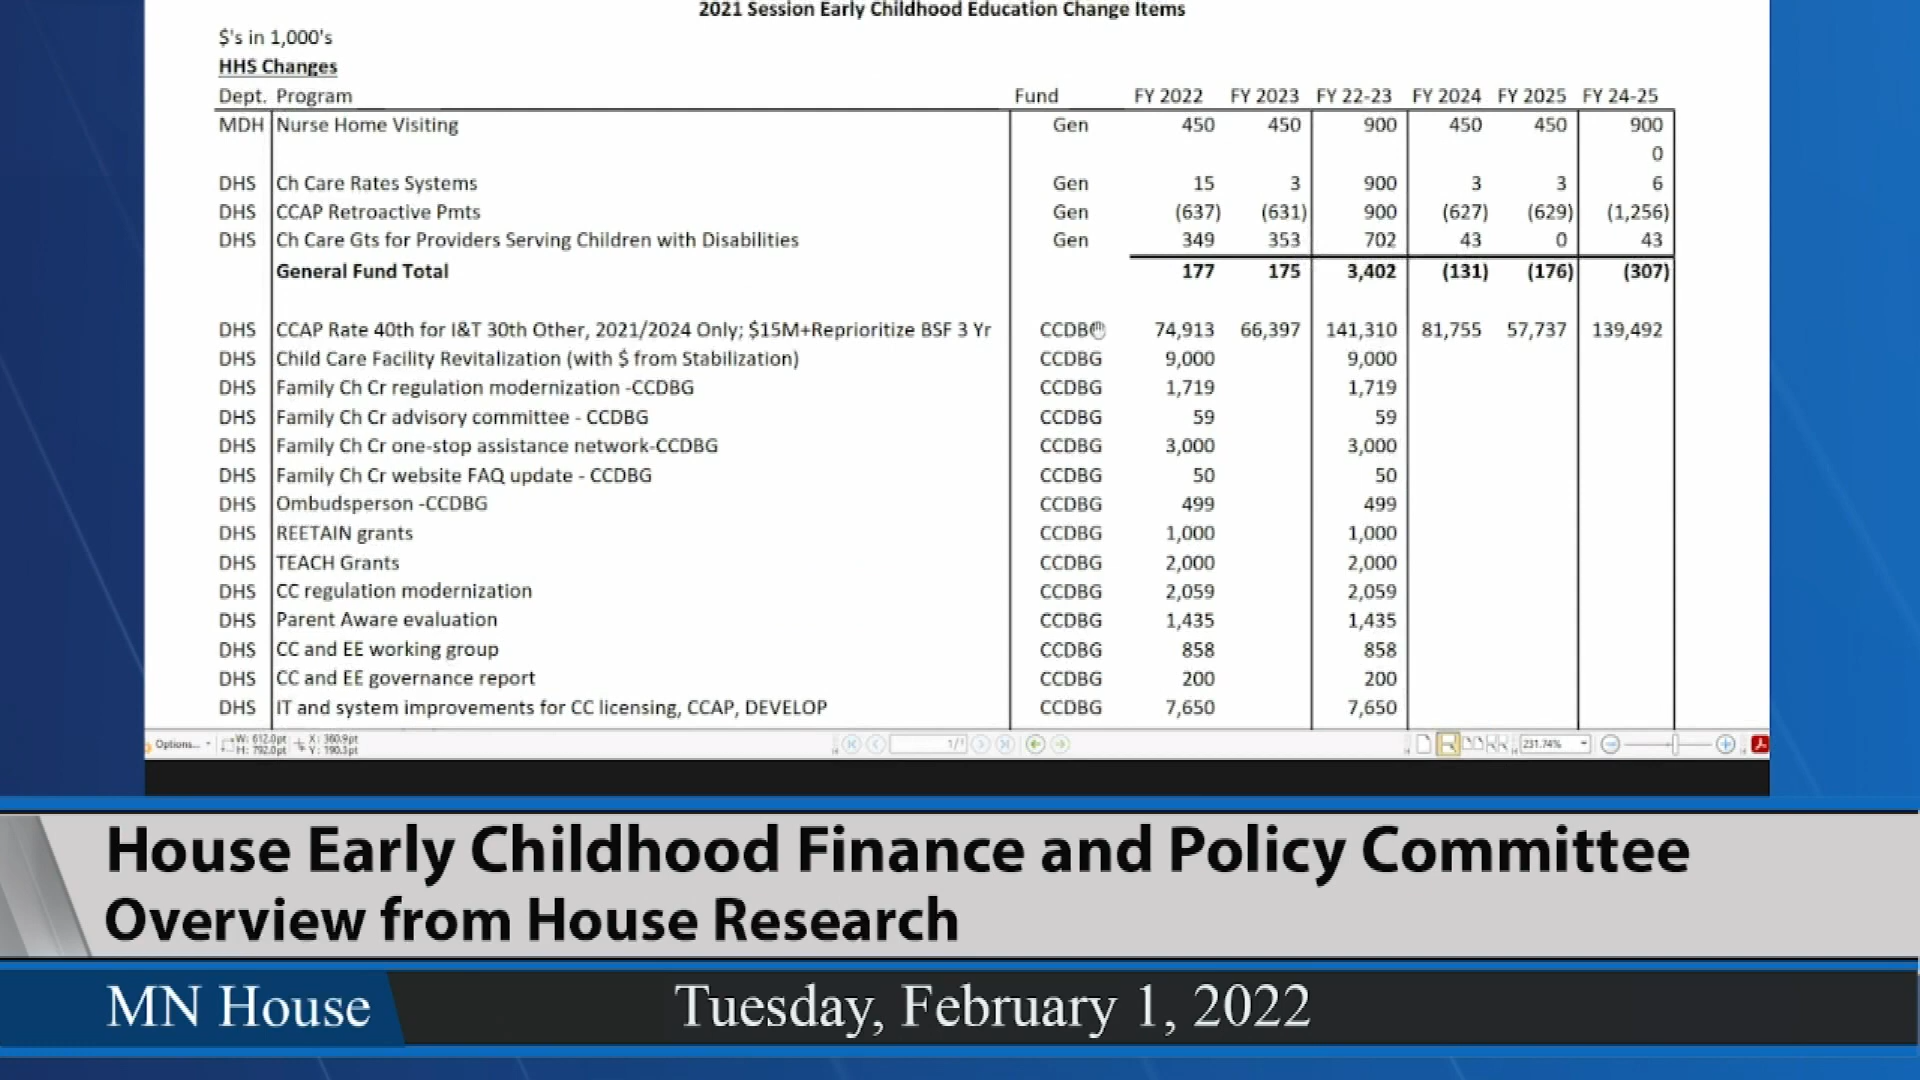 2021 Session Early Childhood Education Change Items
$'s in 1,000's
HHS Changes
Dept. Program Fund FY 2022 FY 2023 FY 22-23 FY 2024 FY 2025 FY 24-25
MDH Nurse Home Visiting Gen 450 450 900 450 450 900
0
DHS Ch Care Rates Systems Gen 15 3 900 3 3 6
DHS CCAP Retroactive Pmts Gen (637) (631) 900 (627) (629) (1,256)
DHS Ch Care Gts for Providers Serving Children with Disabilities Gen 349 353 702 43 0 43
General Fund Total 177 175 3,402 (131) (176) (307)
DHS CCAP Rate 40th for I&T 30th Other, 2021/2024 Only; $15M+Reprioritize BSF 3 Yr CCDBG 74,913 66,397 141,310 81,755 57,737 139,492
DHS Child Care Facility Revitalization (with $ from Stabilization) CCDBG 9,000 9,000
DHS Family Ch Cr regulation modernization -CCDBG CCDBG 1,719 1,719
DHS Family Ch Cr advisory committee - CCDBG CCDBG 59 59
DHS Family Ch Cr one-stop assistance network-CCDBG CCDBG 3,000 3,000
DHS Family Ch Cr website FAQ update - CCDBG CCDBG 50 50
DHS Ombudsperson -CCDBG CCDBG 499 499
DHS REETAIN grants CCDBG 1,000 1,000
DHS TEACH Grants CCDBG 2,000 2,000
DHS CC regulation modernization CCDBG 2,059 2,059
DHS Parent Aware evaluation CCDBG 1,435 1,435
DHS CC and EE working group CCDBG 858 858
DHS CC and EE governance report CCDBG 200 200
DHS IT and system improvements for CC licensing, CCAP, DEVELOP CCDBG 7,650 7,650
Options... W: 612.0pt X: 360.9pt 1/1 231.74%
H: 792.0pt Y: 190.3pt
House Early Childhood Finance and Policy Committee
Overview from House Research
MN House Tuesday, February 1, 2022